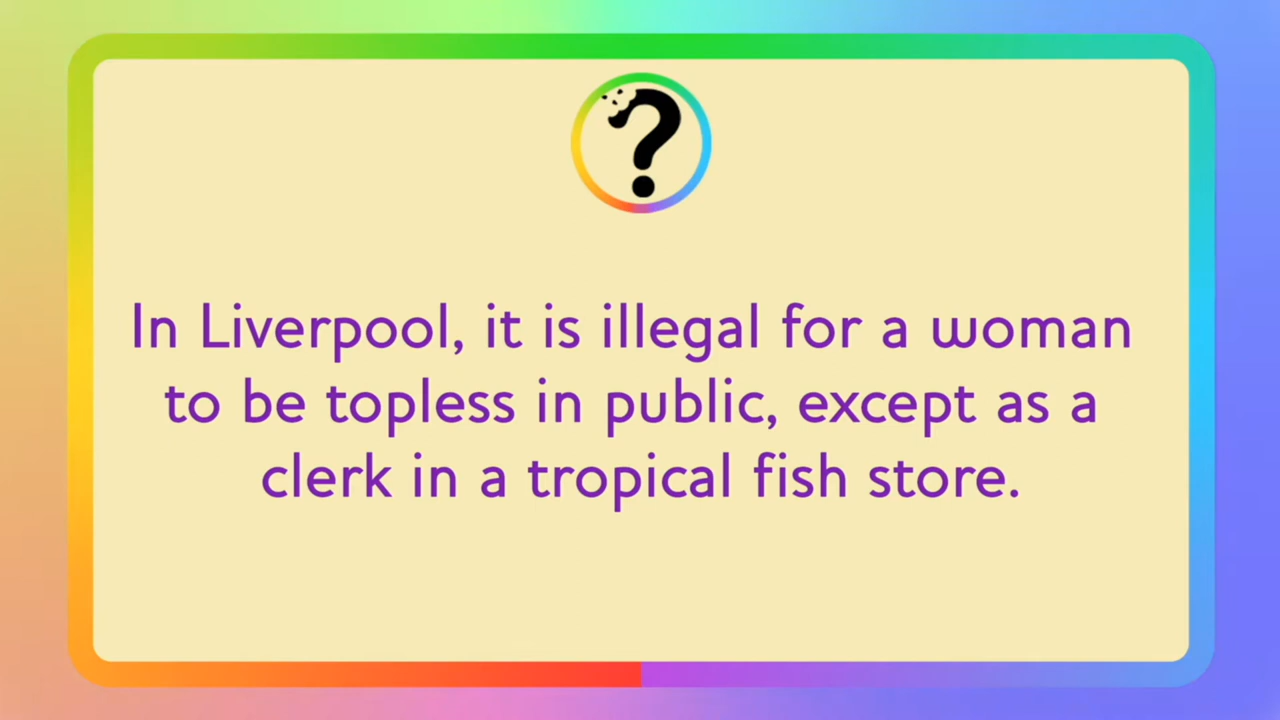 ?
In Liverpool, it is illegal for a woman
to be topless in public, except as a
clerk in a tropical fish store.